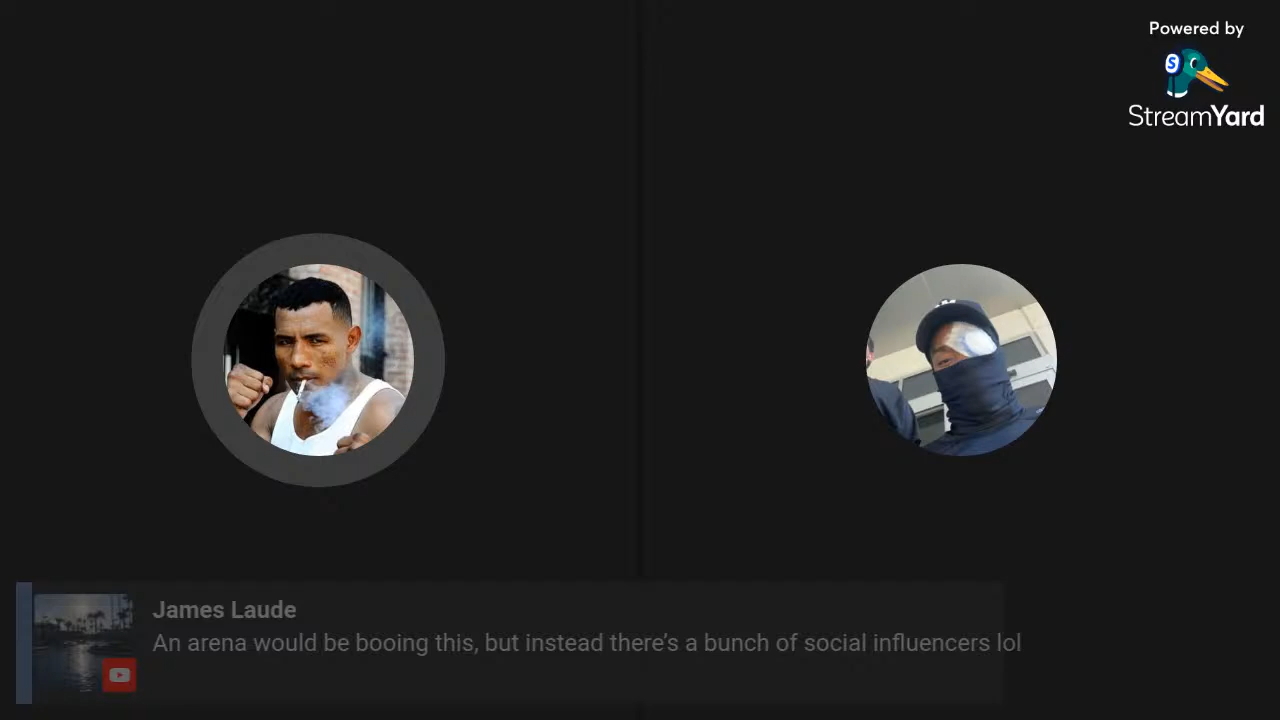 Powered by
S
StreamYard
James Laude
An arena would be booing this, but instead there’s a bunch of social influencers lol